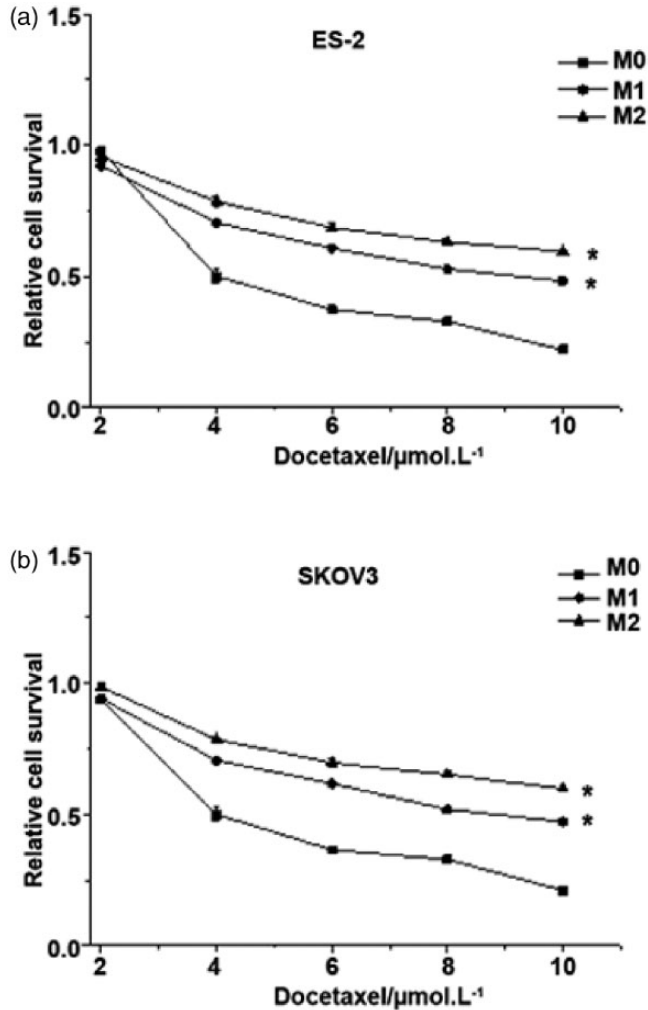 (a)
ES-2
M0
M1
M2
1.5
1.0
0.5
0.0
Relative cell survival
*
*
2 4 6 8 10
Docetaxel/μmol.L-1
(b)
SKOV3
M0
M1
M2
1.5
1.0
0.5
0.0
Relative cell survival
*
*
2 4 6 8 10
Docetaxel/μmol.L-1